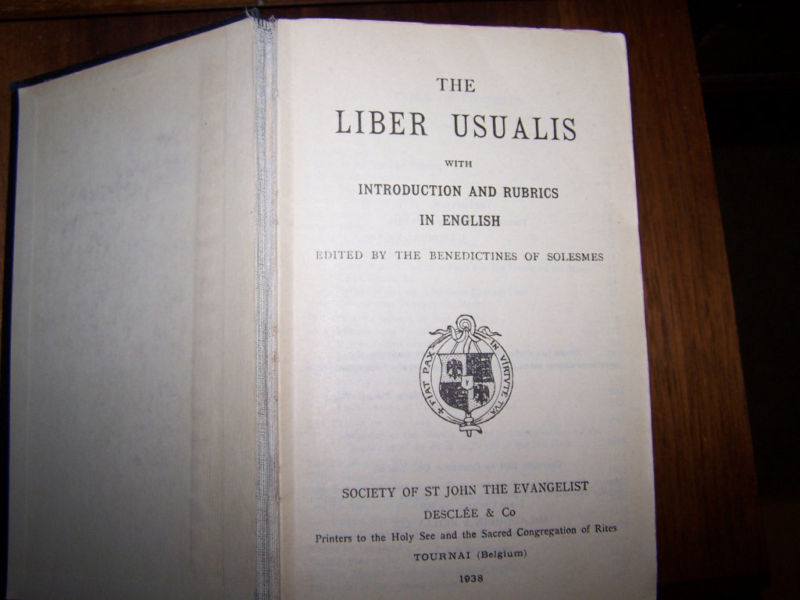 THE
LIBER USUALIS
WITH
INTRODUCTION AND RUBRICS
IN ENGLISH
EDITED BY THE BENEDICTINES OF SOLESMES
✠ FIAT PAX IN VIRTVTE TVA
SOCIETY OF ST JOHN THE EVANGELIST
DESCLÉE & Co
Printers to the Holy See and the Sacred Congregation of Rites
TOURNAI (Belgium)
1938